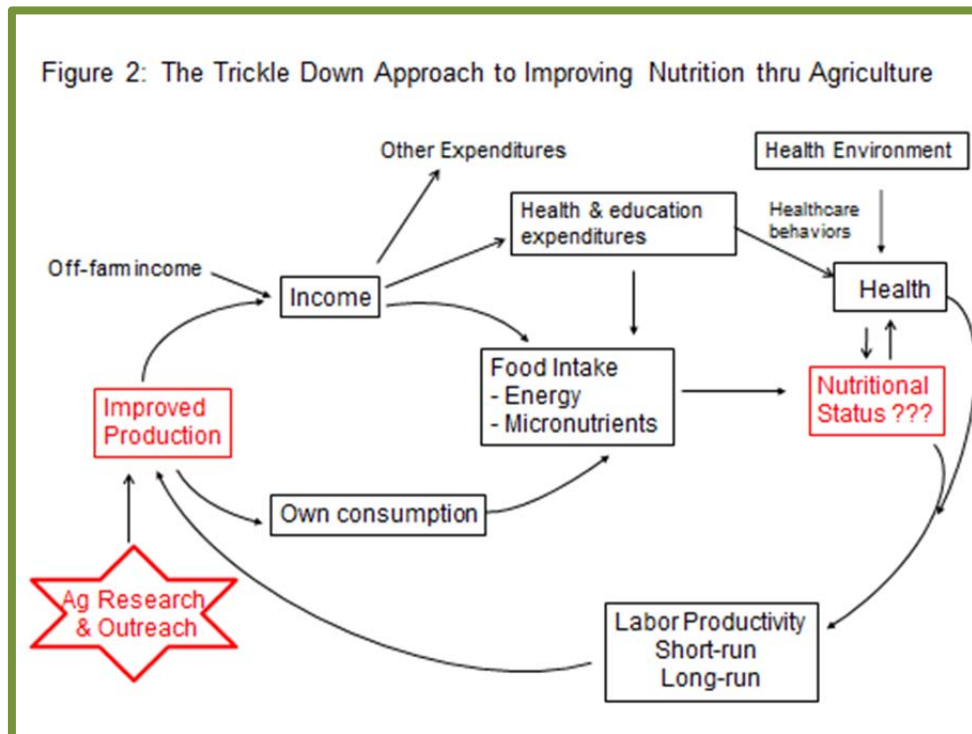 Figure 2: The Trickle Down Approach to Improving Nutrition thru Agriculture
Other Expenditures
Health Environment
Health & education
expenditures
Healthcare
behaviors
Off-farm income
Income
Health
Food Intake
- Energy
- Micronutrients
Nutritional
Status ???
Improved
Production
Own consumption
Ag Research
& Outreach
Labor Productivity
Short-run
Long-run